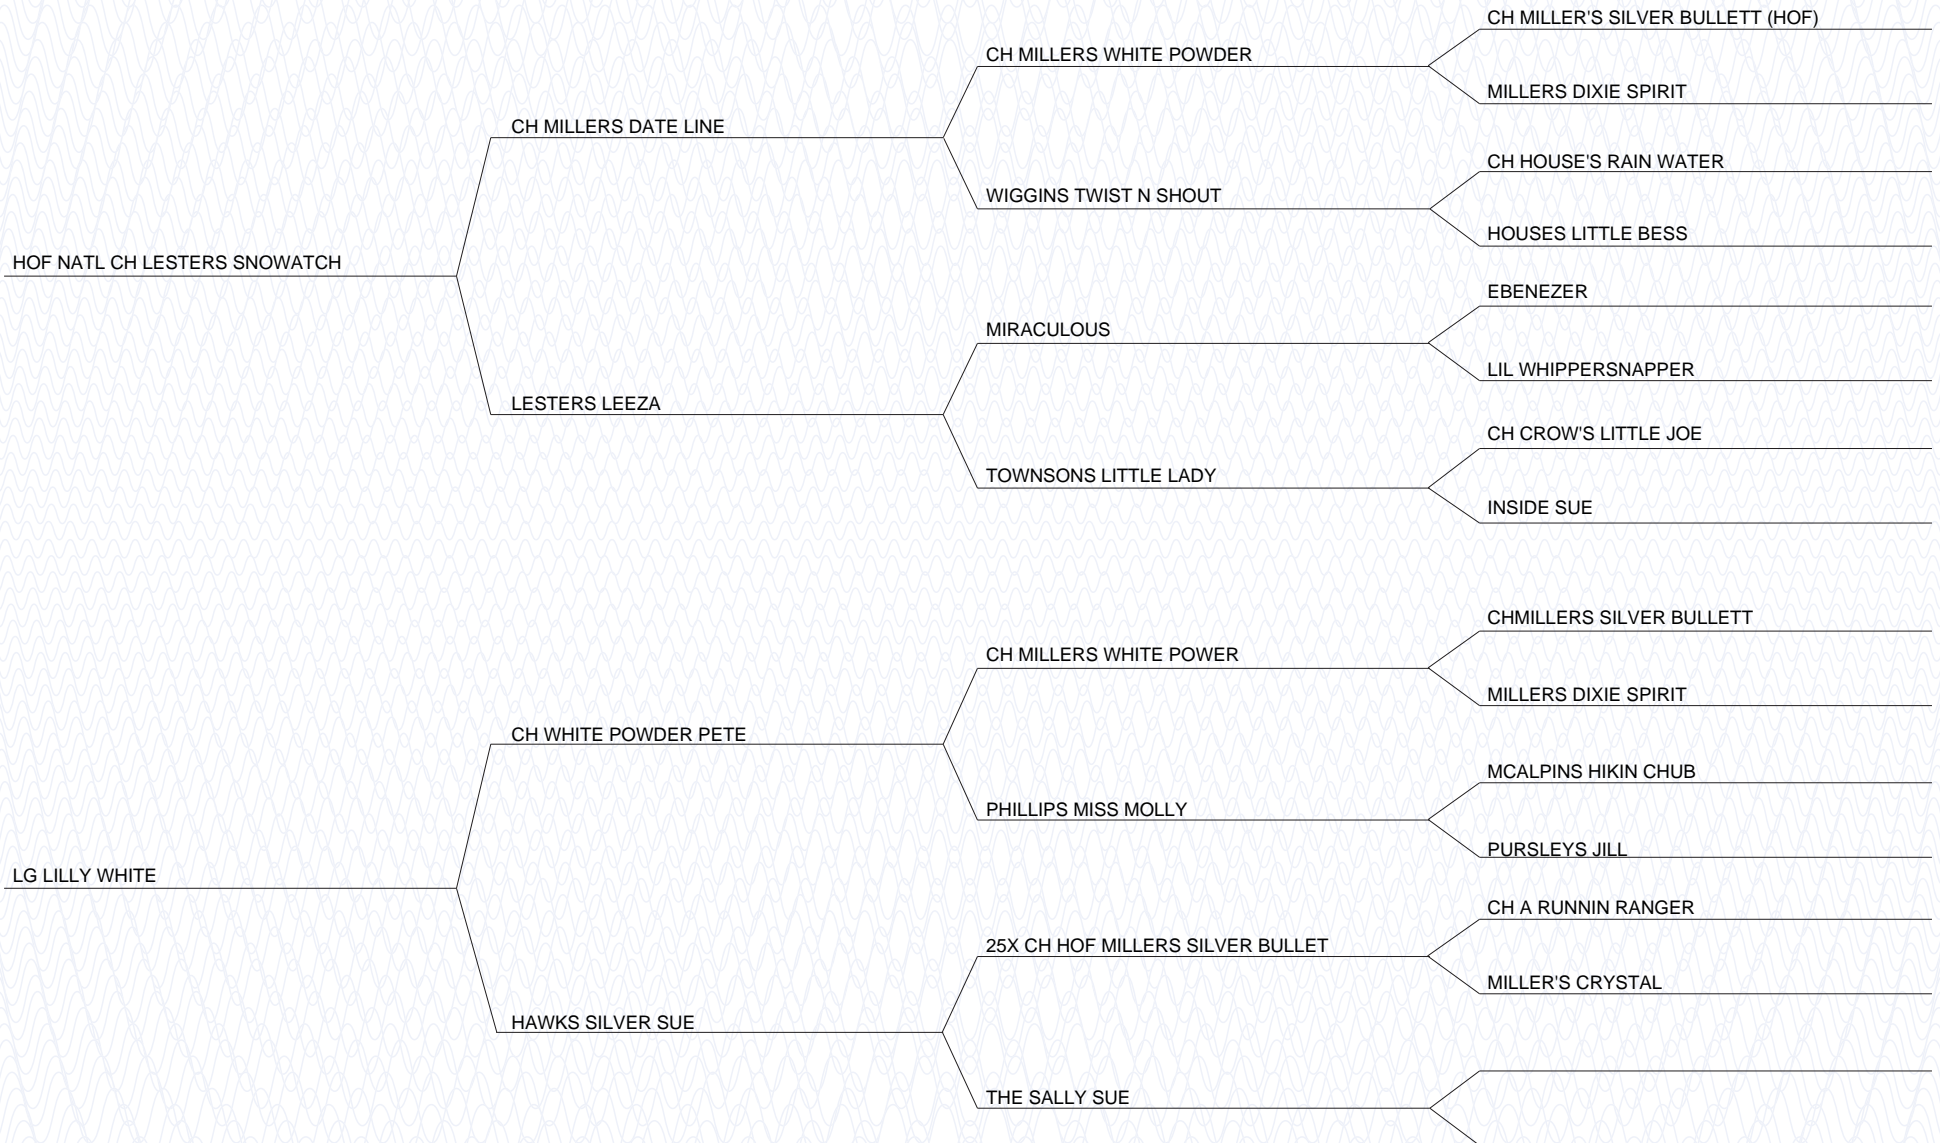 CH MILLER'S SILVER BULLETT (HOF)
CH MILLERS WHITE POWDER
MILLERS DIXIE SPIRIT
CH MILLERS DATE LINE
CH HOUSE'S RAIN WATER
WIGGINS TWIST N SHOUT
HOUSES LITTLE BESS
HOF NATL CH LESTERS SNOWATCH
EBENEZER
MIRACULOUS
LIL WHIPPERSNAPPER
LESTERS LEEZA
CH CROW'S LITTLE JOE
TOWNSONS LITTLE LADY
INSIDE SUE
CHMILLERS SILVER BULLETT
CH MILLERS WHITE POWER
MILLERS DIXIE SPIRIT
CH WHITE POWDER PETE
MCALPINS HIKIN CHUB
PHILLIPS MISS MOLLY
PURSLEYS JILL
LG LILLY WHITE
CH A RUNNIN RANGER
25X CH HOF MILLERS SILVER BULLET
MILLER'S CRYSTAL
HAWKS SILVER SUE
THE SALLY SUE